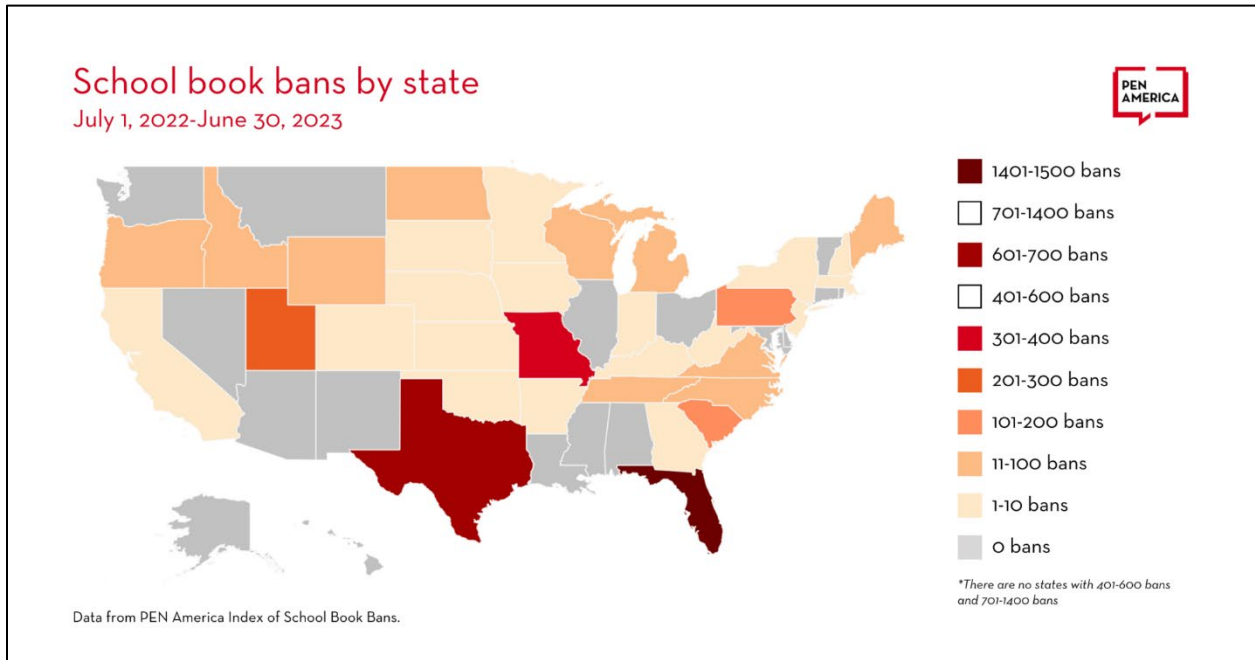 School book bans by state
July 1, 2022-June 30, 2023
PEN
AMERICA
1401-1500 bans
701-1400 bans
601-700 bans
401-600 bans
301-400 bans
201-300 bans
101-200 bans
11-100 bans
1-10 bans
0 bans
*There are no states with 401-600 bans
and 701-1400 bans
Data from PEN America Index of School Book Bans.